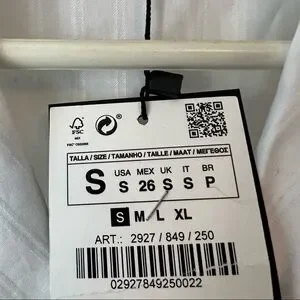 FSC
MIX
TALLA / SIZE / TAMANHO / TAILLE / MAAT / ΜΕΓΕΘΟΣ
USA MEX UK IT BR
S S 26 S S P
S M L XL
ART.: 2927 / 849 / 250
02927849250022